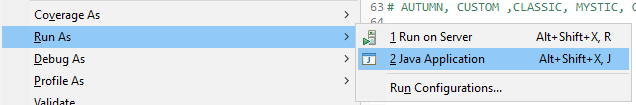 Coverage As
Run As
Debug As
Profile As
Validate
63 # AUTUMN, CUSTOM ,CLASSIC, MYSTIC,
64
1 Run on Server Alt+Shift+X, R
2 Java Application Alt+Shift+X, J
Run Configurations...